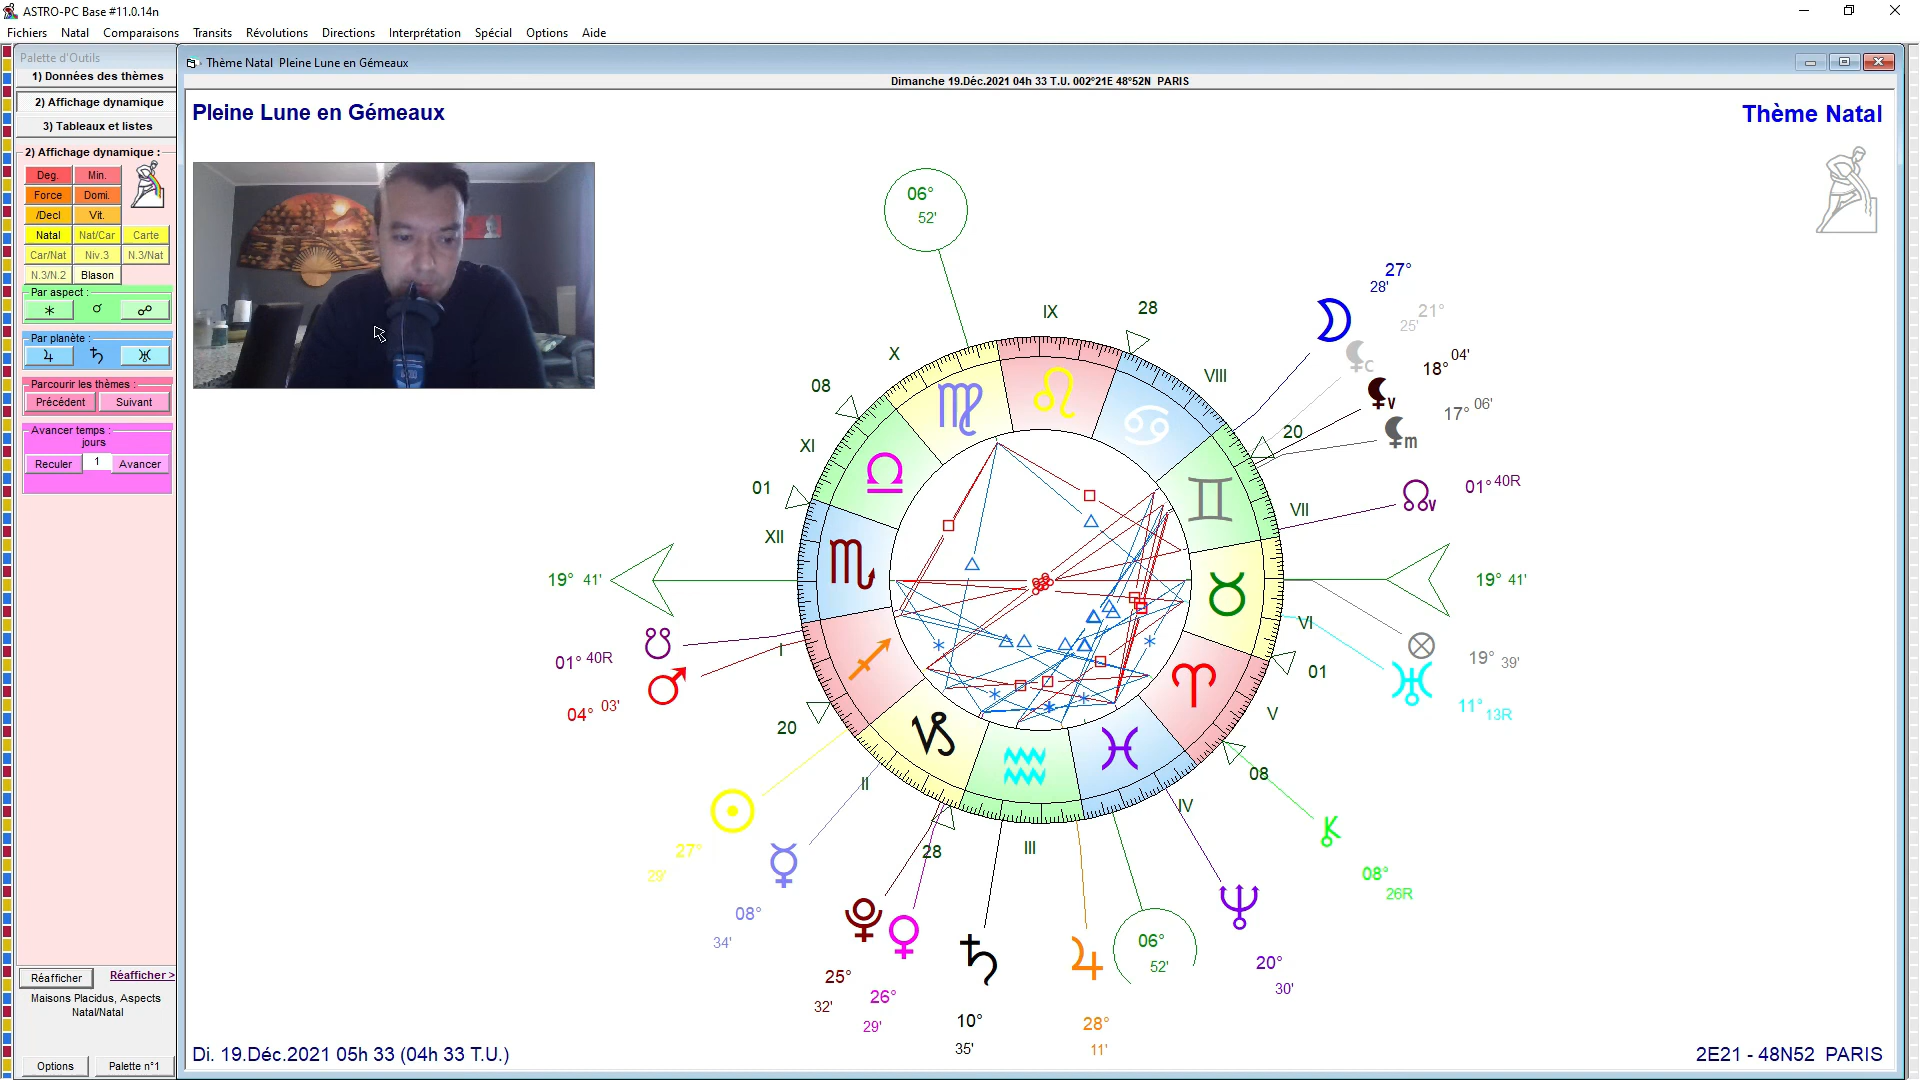 ASTRO-PC Base #11.0.14n
Fichiers Natal Comparaisons Transits Révolutions Directions Interprétation Spécial Options Aide
Palette d'Outils
1) Données des thèmes
2) Affichage dynamique
3) Tableaux et listes
2) Affichage dynamique :
Deg. Min.
Force Domi.
/Decl Vit.
Natal Nat/Car Carte
Car/Nat Niv.3 N.3/Nat
N.3/N.2 Blason
Par aspect :
Par planète :
Parcourir les thèmes :
Précédent Suivant
Avancer temps :
jours
Reculer 1 Avancer
Réafficher Réafficher >
Maisons Placidus, Aspects
Natal/Natal
Options Palette n°1
Thème Natal Pleine Lune en Gémeaux
Dimanche 19.Déc.2021 04h 33 T.U. 002°21E 48°52N PARIS
Pleine Lune en Gémeaux
Thème Natal
06°
52'
27°
28'
21°
25'
C
18° 04'
V
17° 06'
m
01° 40R
V
19° 41'
19° 39'
11° 13R
08°
26R
20°
30'
06°
52'
28°
11'
10°
35'
26°
29'
25°
32'
08°
34'
27°
29'
04° 03'
01° 40R
19° 41'
IX
28
VIII
20
VII
VI
01
V
08
IV
III
28
II
20
I
XII
01
XI
08
X
Di. 19.Déc.2021 05h 33 (04h 33 T.U.)
2E21 - 48N52 PARIS